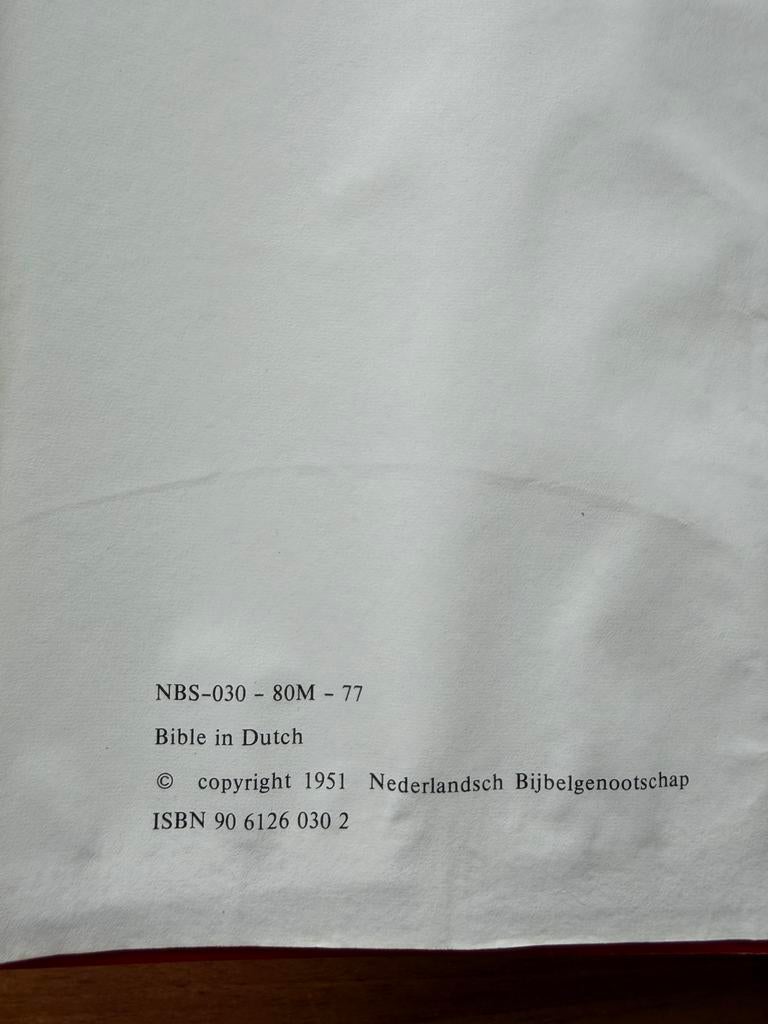 NBS-030 - 80M - 77
Bible in Dutch
© copyright 1951 Nederlandsch Bijbelgenootschap
ISBN 90 6126 030 2